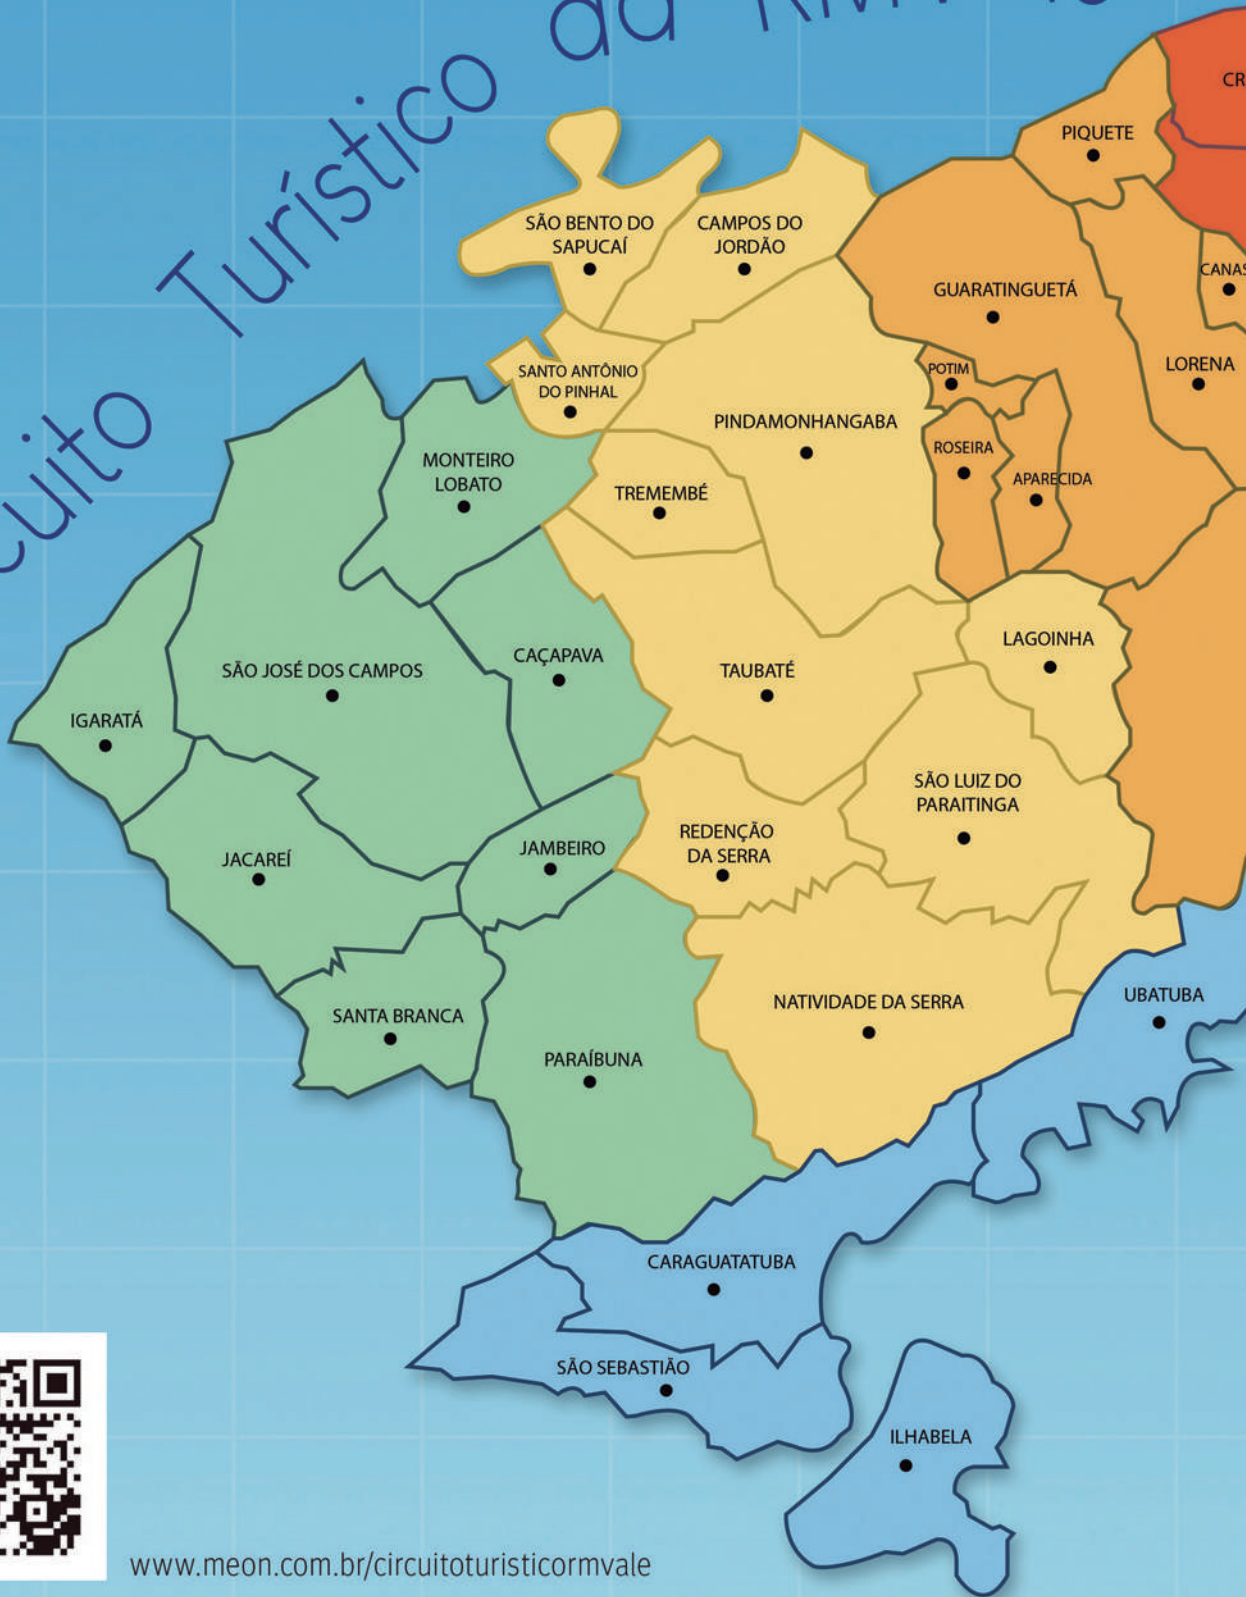 cuito Turístico da
CR
PIQUETE
SÃO BENTO DO
SAPUCAÍ
CAMPOS DO
JORDÃO
CANAS
GUARATINGUETÁ
LORENA
POTIM
SANTO ANTÔNIO
DO PINHAL
PINDAMONHANGABA
ROSEIRA
MONTEIRO
LOBATO
APARECIDA
TREMEMBÉ
LAGOINHA
CAÇAPAVA
SÃO JOSÉ DOS CAMPOS
TAUBATÉ
IGARATÁ
SÃO LUIZ DO
PARAITINGA
REDENÇÃO
DA SERRA
JAMBEIRO
JACAREÍ
UBATUBA
NATIVIDADE DA SERRA
SANTA BRANCA
PARAÍBUNA
CARAGUATATUBA
SÃO SEBASTIÃO
ILHABELA
www.meon.com.br/circuitoturisticormvale